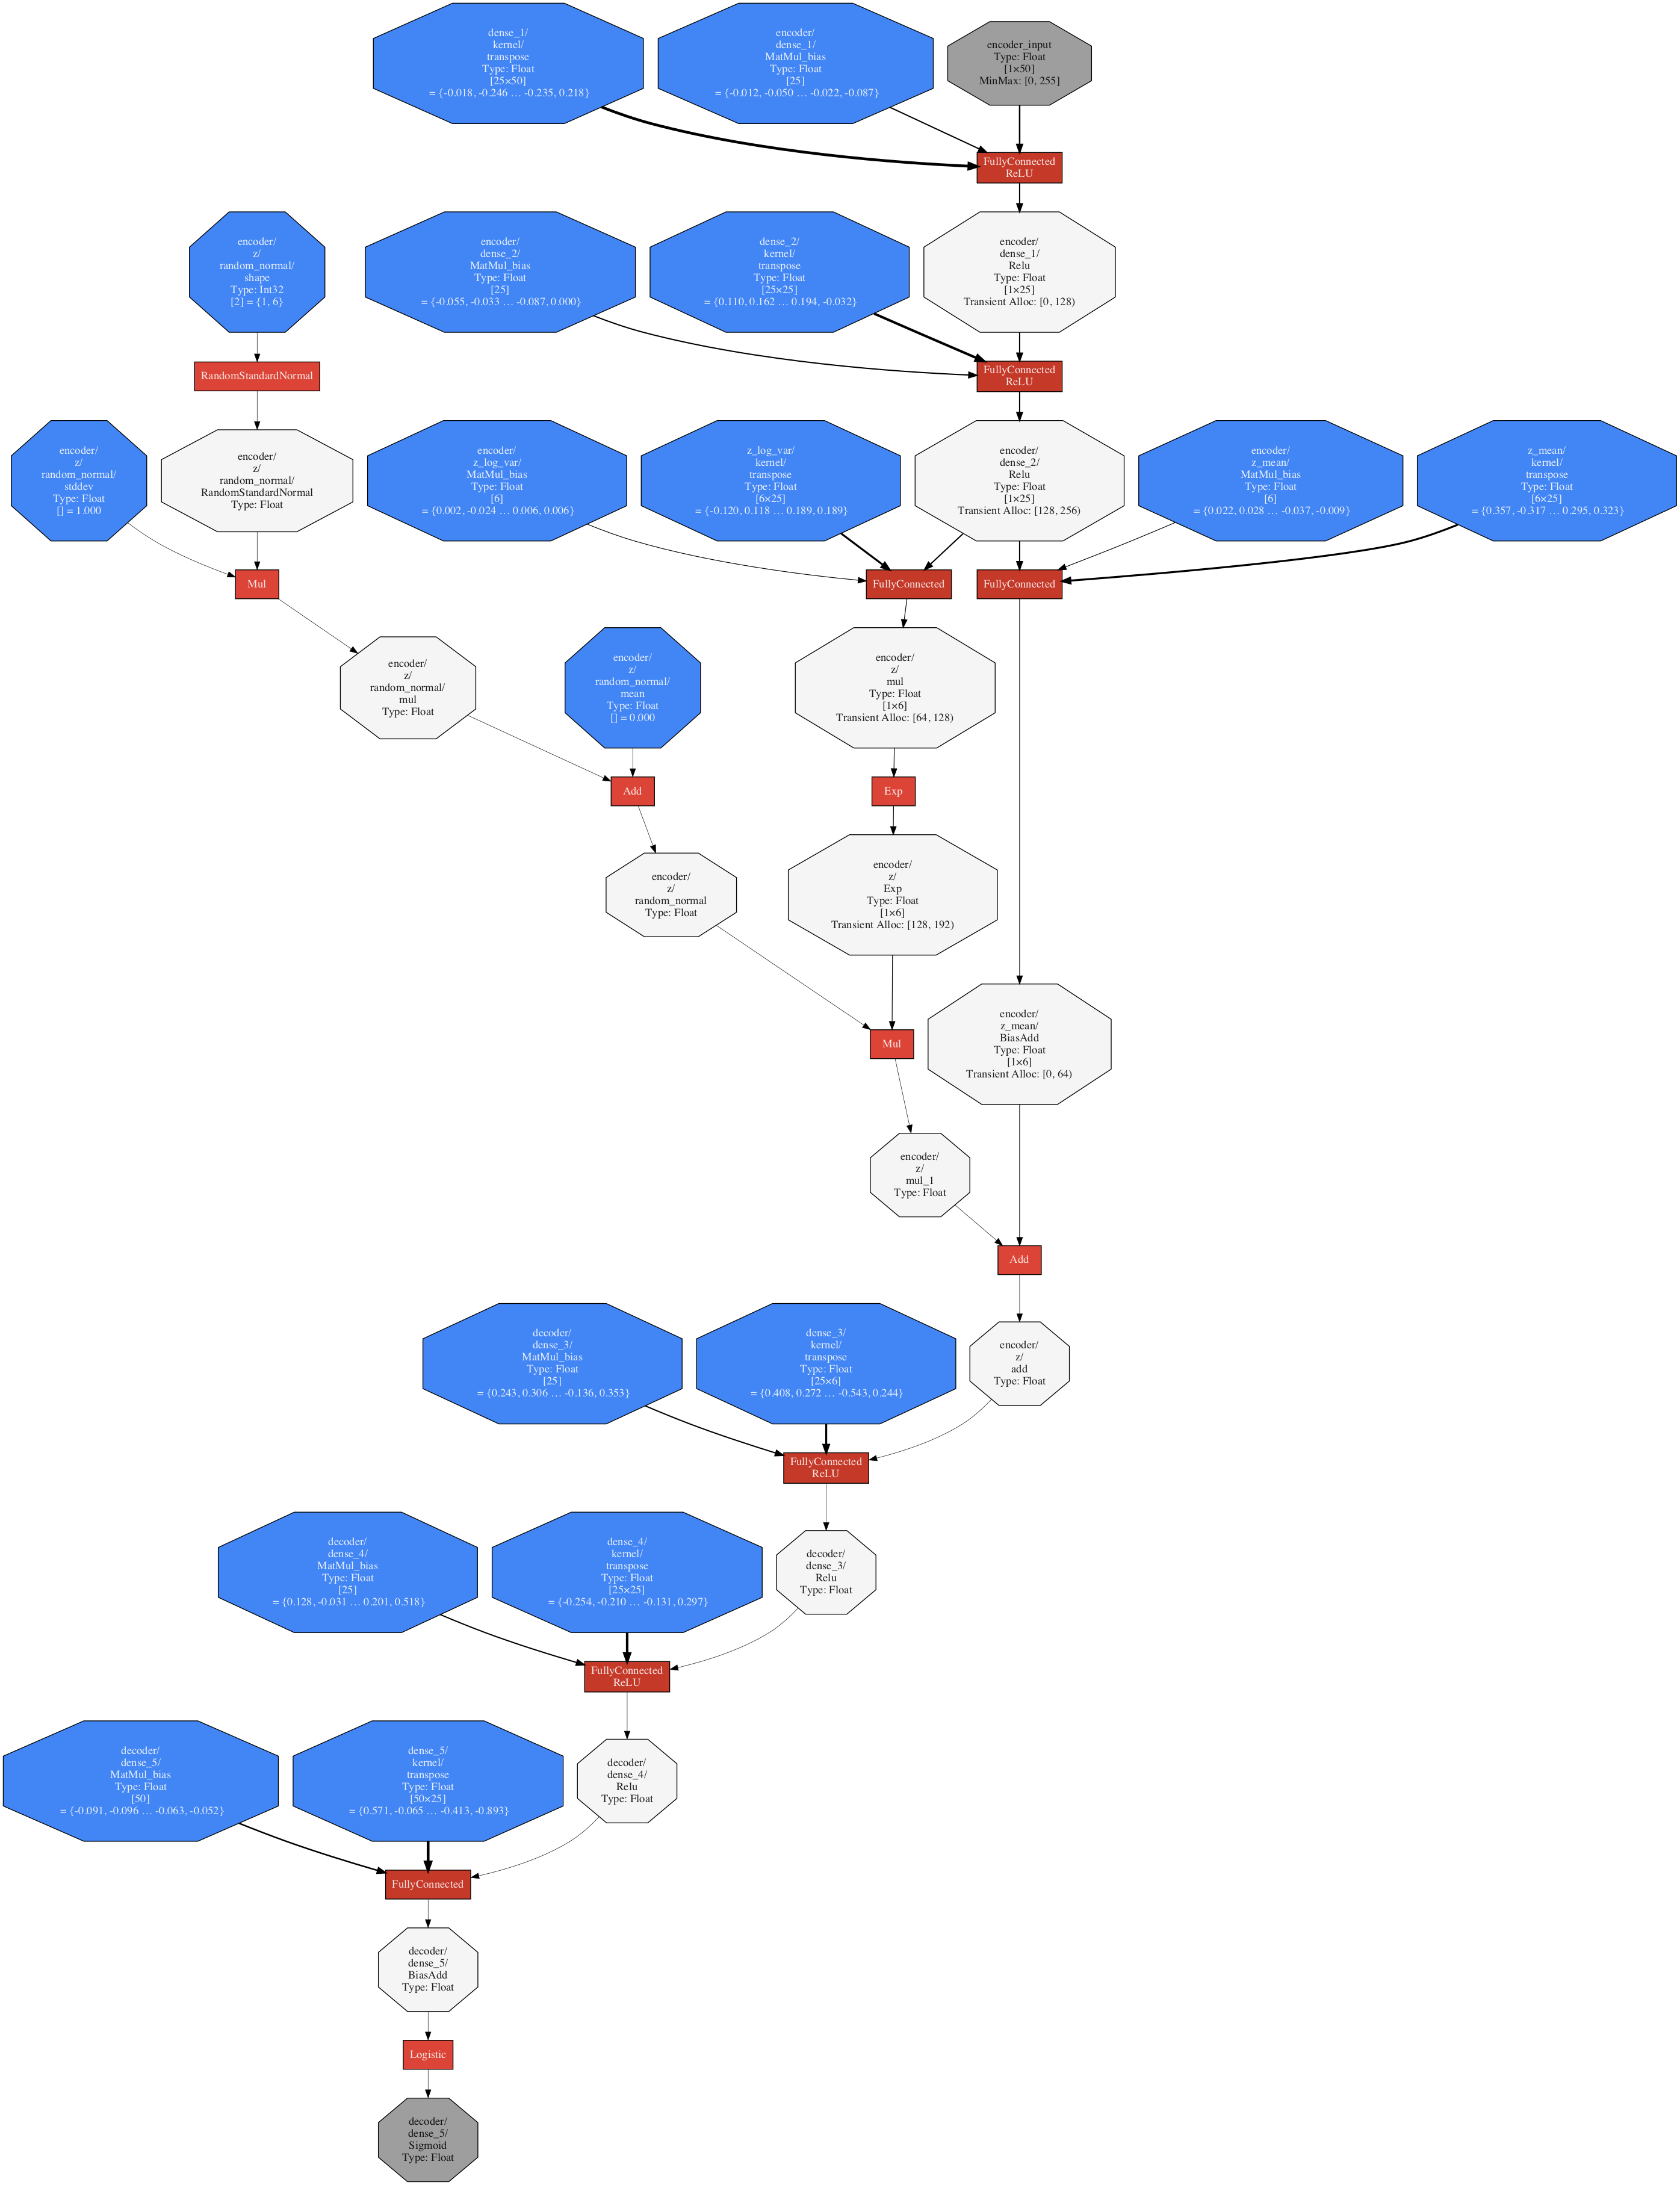 dense_1/
kernel/
transpose
Type: Float
[25×50]
= {-0.018, -0.246 … -0.235, 0.218}
encoder/
dense_1/
MatMul_bias
Type: Float
[25]
= {-0.012, -0.050 … -0.022, -0.087}
encoder_input
Type: Float
[1×50]
MinMax: [0, 255]
FullyConnected
ReLU
encoder/
z/
random_normal/
shape
Type: Int32
[2] = {1, 6}
encoder/
dense_2/
MatMul_bias
Type: Float
[25]
= {-0.055, -0.033 … -0.087, 0.000}
dense_2/
kernel/
transpose
Type: Float
[25×25]
= {0.110, 0.162 … 0.194, -0.032}
encoder/
dense_1/
Relu
Type: Float
[1×25]
Transient Alloc: [0, 128)
RandomStandardNormal
FullyConnected
ReLU
encoder/
z/
random_normal/
stddev
Type: Float
[] = 1.000
encoder/
z/
random_normal/
RandomStandardNormal
Type: Float
encoder/
z_log_var/
MatMul_bias
Type: Float
[6]
= {0.002, -0.024 … 0.006, 0.006}
z_log_var/
kernel/
transpose
Type: Float
[6×25]
= {-0.120, 0.118 … 0.189, 0.189}
encoder/
dense_2/
Relu
Type: Float
[1×25]
Transient Alloc: [128, 256)
encoder/
z_mean/
MatMul_bias
Type: Float
[6]
= {0.022, 0.028 … -0.037, -0.009}
z_mean/
kernel/
transpose
Type: Float
[6×25]
= {0.357, -0.317 … 0.295, 0.323}
Mul
FullyConnected
FullyConnected
encoder/
z/
random_normal/
mul
Type: Float
encoder/
z/
random_normal/
mean
Type: Float
[] = 0.000
encoder/
z/
mul
Type: Float
[1×6]
Transient Alloc: [64, 128)
Add
Exp
encoder/
z/
random_normal
Type: Float
encoder/
z/
Exp
Type: Float
[1×6]
Transient Alloc: [128, 192)
Mul
encoder/
z_mean/
BiasAdd
Type: Float
[1×6]
Transient Alloc: [0, 64)
encoder/
z/
mul_1
Type: Float
Add
decoder/
dense_3/
MatMul_bias
Type: Float
[25]
= {0.243, 0.306 … -0.136, 0.353}
dense_3/
kernel/
transpose
Type: Float
[25×6]
= {0.408, 0.272 … -0.543, 0.244}
encoder/
z/
add
Type: Float
FullyConnected
ReLU
decoder/
dense_4/
MatMul_bias
Type: Float
[25]
= {0.128, -0.031 … 0.201, 0.518}
dense_4/
kernel/
transpose
Type: Float
[25×25]
= {-0.254, -0.210 … -0.131, 0.297}
decoder/
dense_3/
Relu
Type: Float
FullyConnected
ReLU
decoder/
dense_5/
MatMul_bias
Type: Float
[50]
= {-0.091, -0.096 … -0.063, -0.052}
dense_5/
kernel/
transpose
Type: Float
[50×25]
= {0.571, -0.065 … -0.413, -0.893}
decoder/
dense_4/
Relu
Type: Float
FullyConnected
decoder/
dense_5/
BiasAdd
Type: Float
Logistic
decoder/
dense_5/
Sigmoid
Type: Float